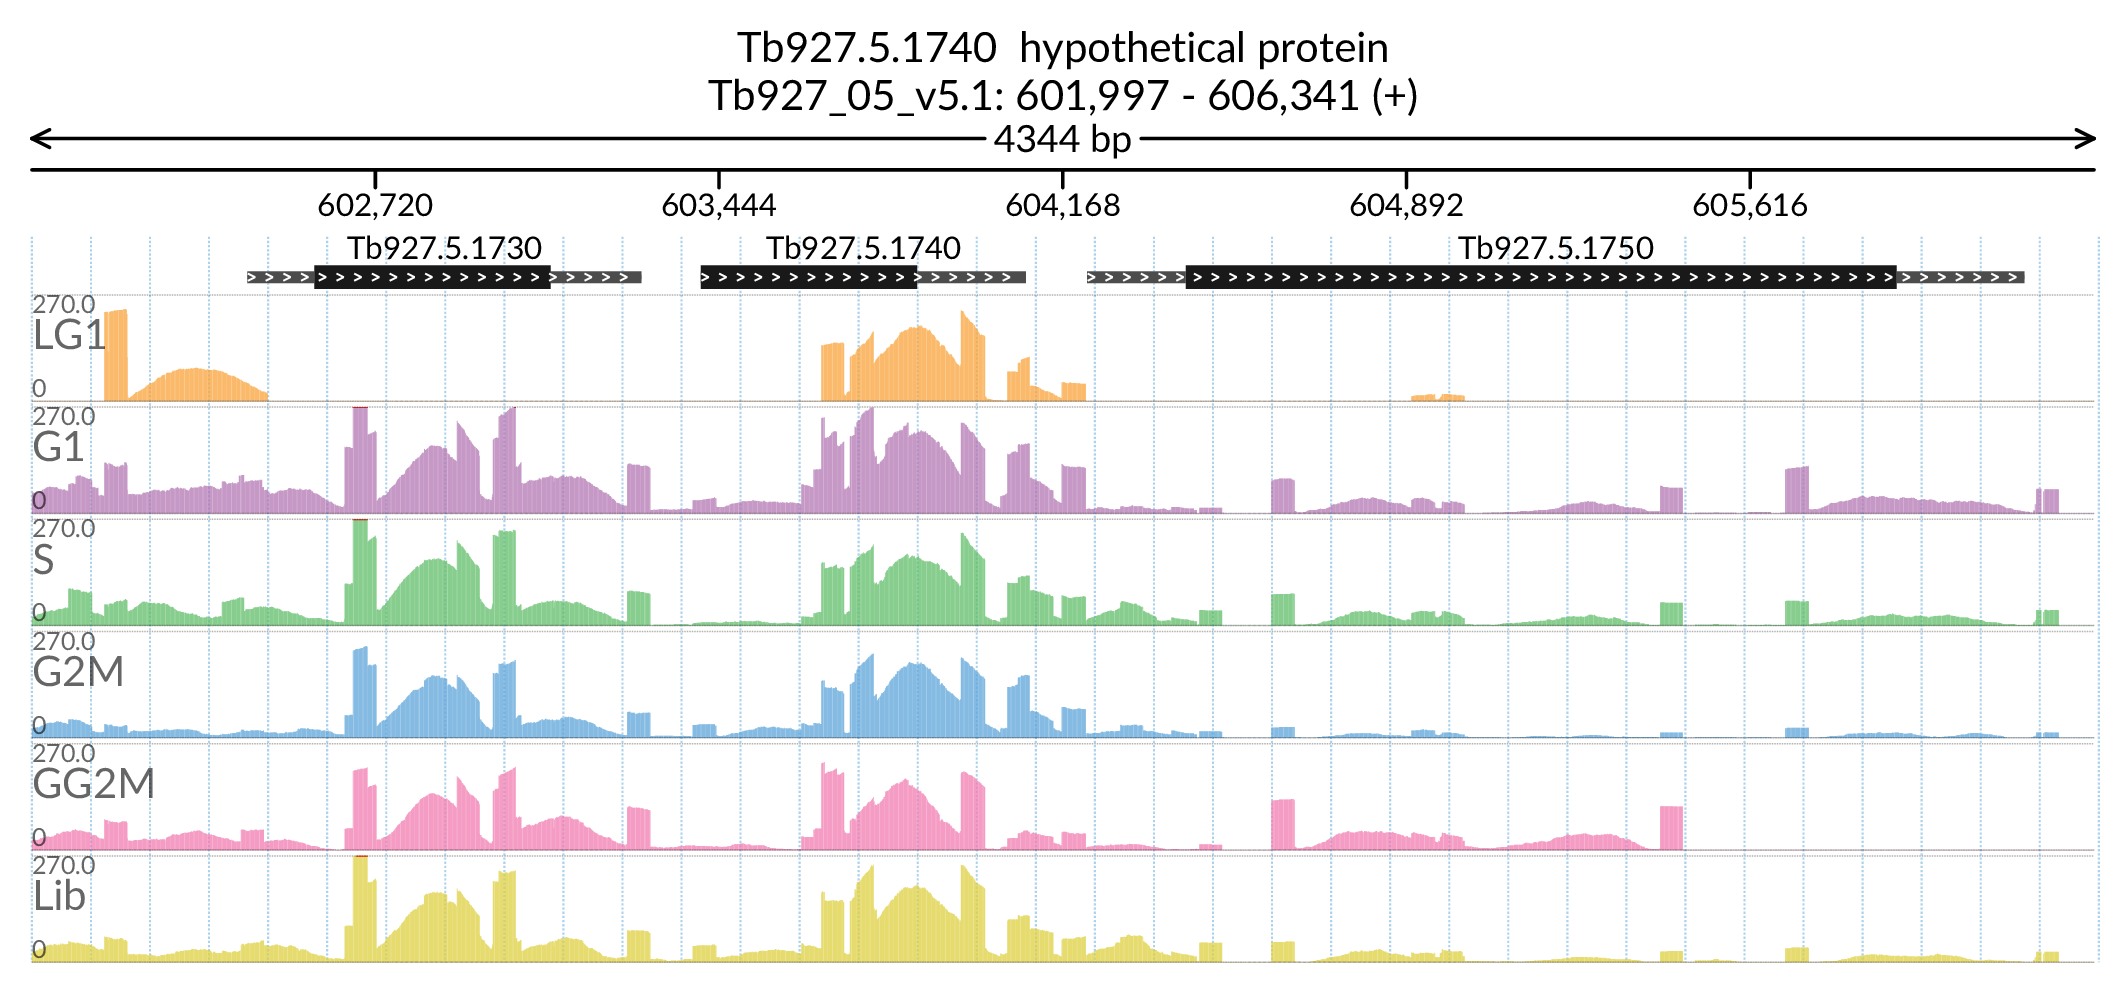 Tb927.5.1740  hypothetical protein
Tb927_05_v5.1: 601,997 - 606,341 (+)
4344 bp
602,720 603,444 604,168 604,892 605,616
Tb927.5.1730 Tb927.5.1740 Tb927.5.1750
270.0
LG1
0
270.0
G1
0
270.0
S
0
270.0
G2M
0
270.0
GG2M
0
270.0
Lib
0